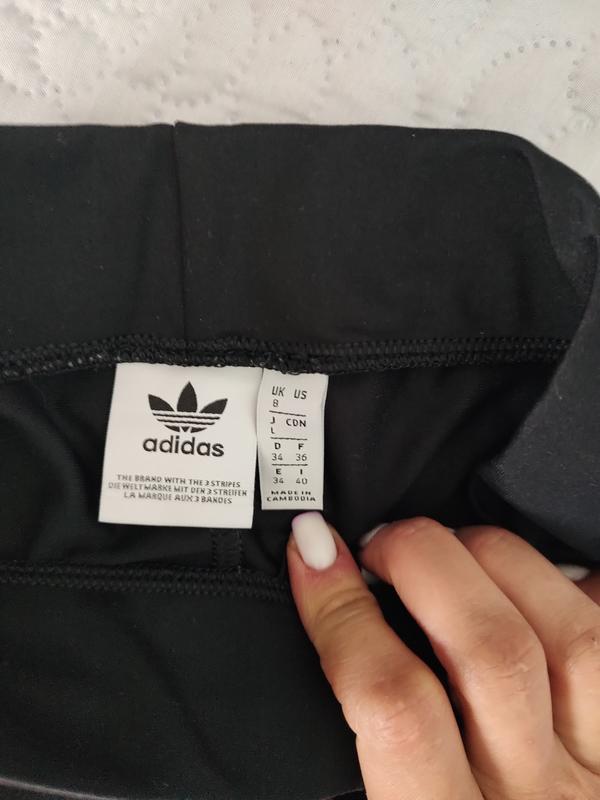 adidas
THE BRAND WITH THE 3 STRIPES
DIE WELTMARKE MIT DEN 3 STREIFEN
LA MARQUE AUX 3 BANDES
UK US
8
J CDN
L
D F
34 36
E I
34 40
MADE IN
CAMBODIA